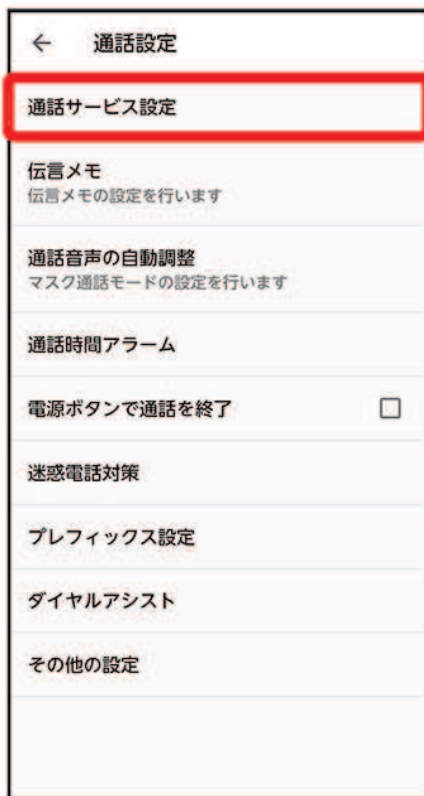 通話設定
通話サービス設定
伝言メモ
伝言メモの設定を行います
通話音声の自動調整
マスク通話モードの設定を行います
通話時間アラーム
電源ボタンで通話を終了
迷惑電話対策
プレフィックス設定
ダイヤルアシスト
その他の設定